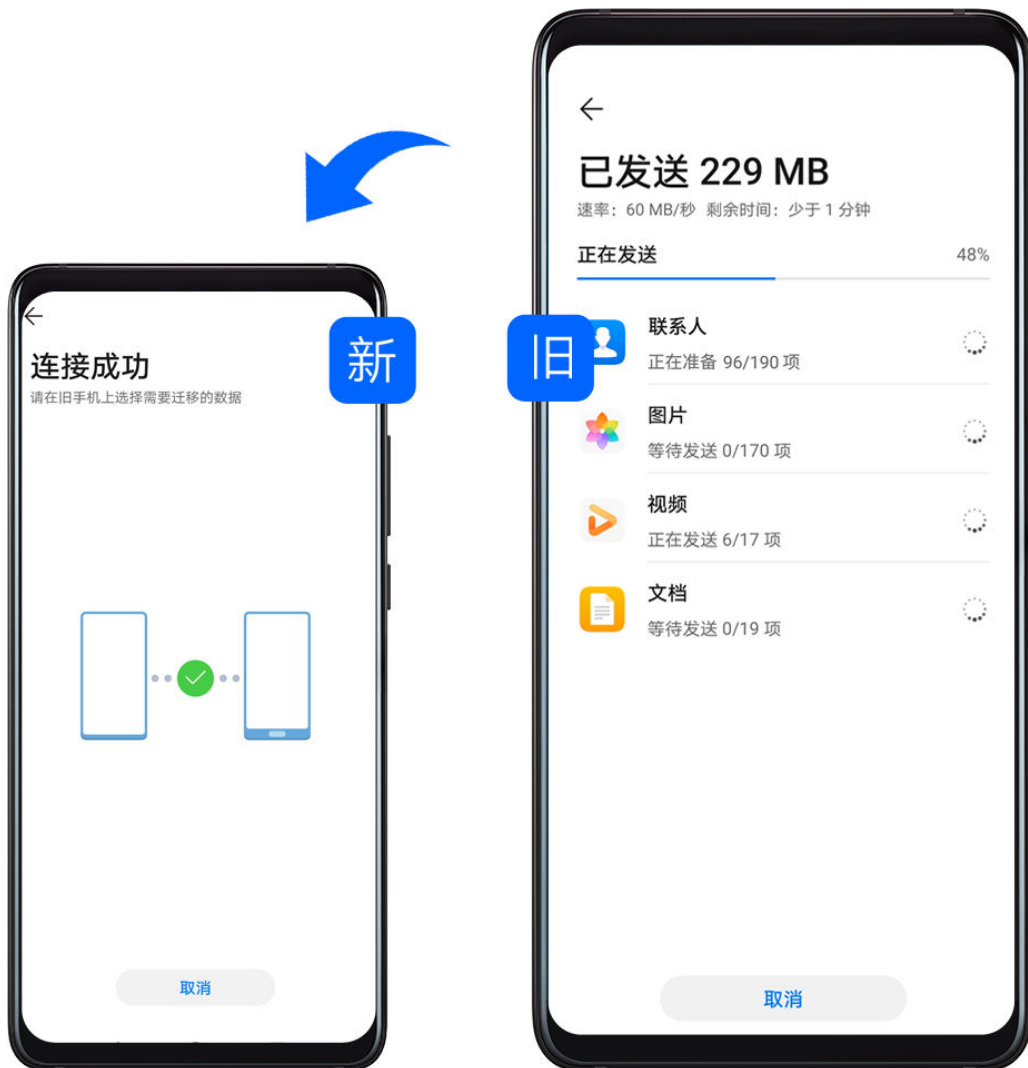 新
连接成功
请在旧手机上选择需要迁移的数据
取消
旧
已发送 229 MB
速率：60 MB/秒 剩余时间：少于 1 分钟
正在发送 48%
联系人
正在准备 96/190 项
图片
等待发送 0/170 项
视频
正在发送 6/17 项
文档
等待发送 0/19 项
取消